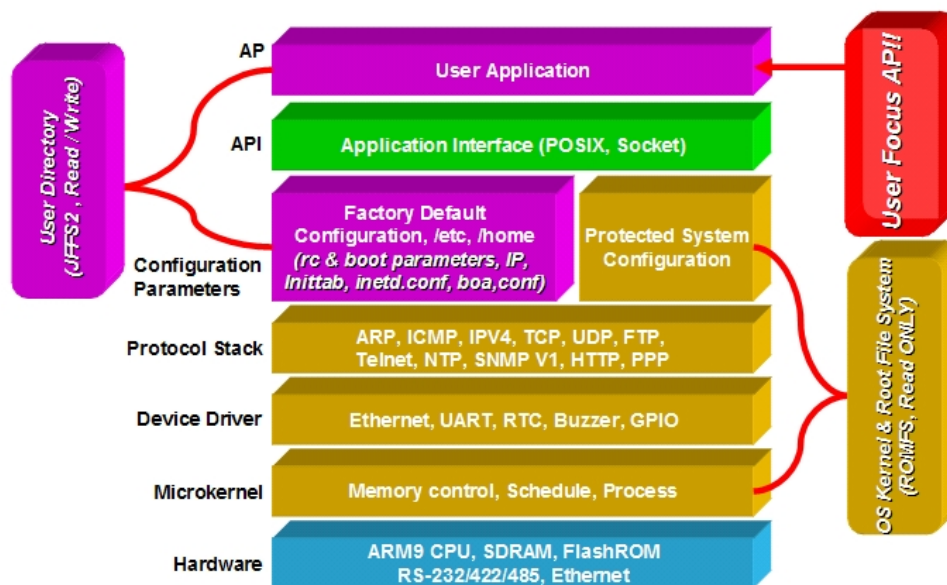 User Directory
(JFFS2 , Read / Write)
AP
User Application
User Focus AP!!
API
Application Interface (POSIX, Socket)
Configuration
Parameters
Factory Default
Configuration, /etc, /home
(rc & boot parameters, IP,
Inittab, inetd.conf, boa,conf)
Protected System
Configuration
OS Kernel & Root File System
(ROMFS, Read ONLY)
Protocol Stack
ARP, ICMP, IPV4, TCP, UDP, FTP,
Telnet, NTP, SNMP V1, HTTP, PPP
Device Driver
Ethernet, UART, RTC, Buzzer, GPIO
Microkernel
Memory control, Schedule, Process
Hardware
ARM9 CPU, SDRAM, FlashROM
RS-232/422/485, Ethernet